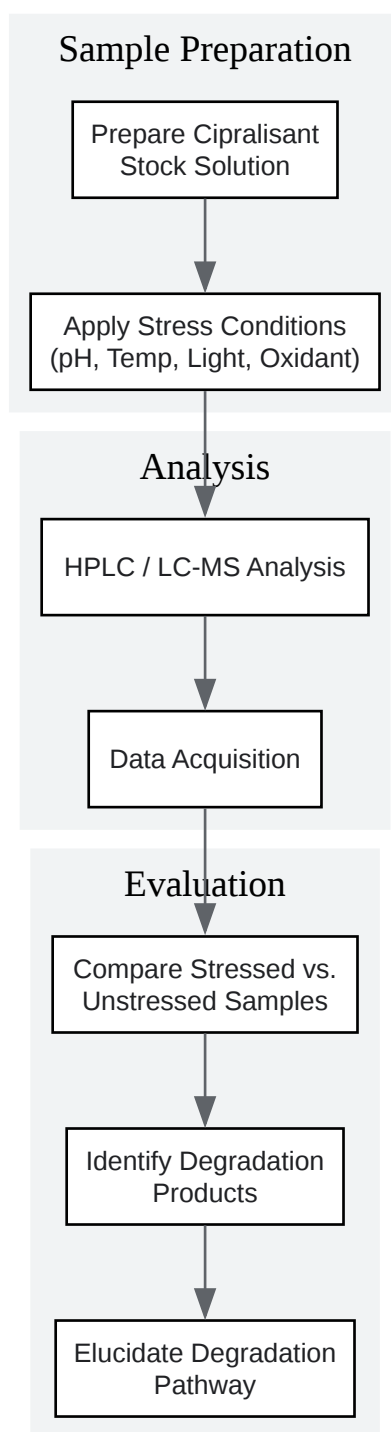 Sample Preparation
Prepare Cipralisant
Stock Solution
Apply Stress Conditions
(pH, Temp, Light, Oxidant)
Analysis
HPLC / LC-MS Analysis
Data Acquisition
Evaluation
Compare Stressed vs.
Unstressed Samples
Identify Degradation
Products
Elucidate Degradation
Pathway